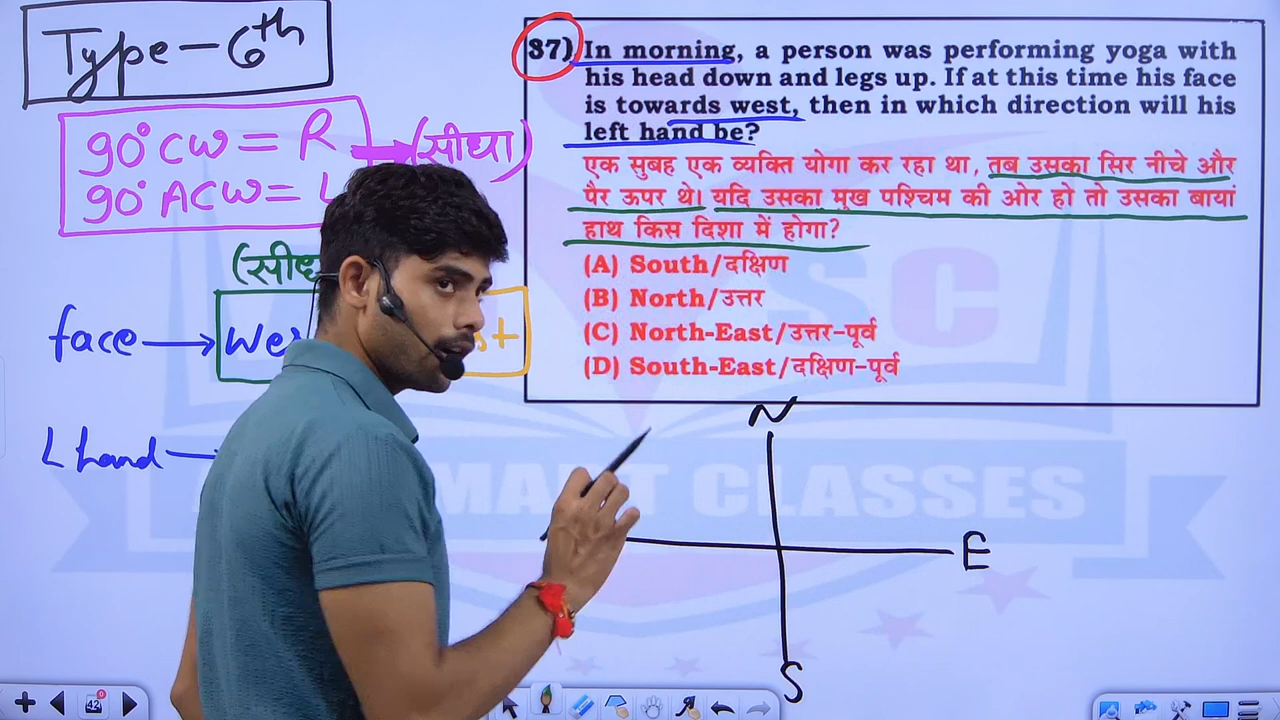 Type-6th
90° CW = R → (सीधा)
90° ACW = L
face → West
L hand
37) In morning, a person was performing yoga with
his head down and legs up. If at this time his face
is towards west, then in which direction will his
left hand be?
एक सुबह एक व्यक्ति योगा कर रहा था, तब उसका सिर नीचे और
पैर ऊपर थे। यदि उसका मुख पश्चिम की ओर हो तो उसका बायां
हाथ किस दिशा में होगा?
(A) South/दक्षिण
(B) North/उत्तर
(C) North-East/उत्तर-पूर्व
(D) South-East/दक्षिण-पूर्व
N
E
S
CLASSES
42